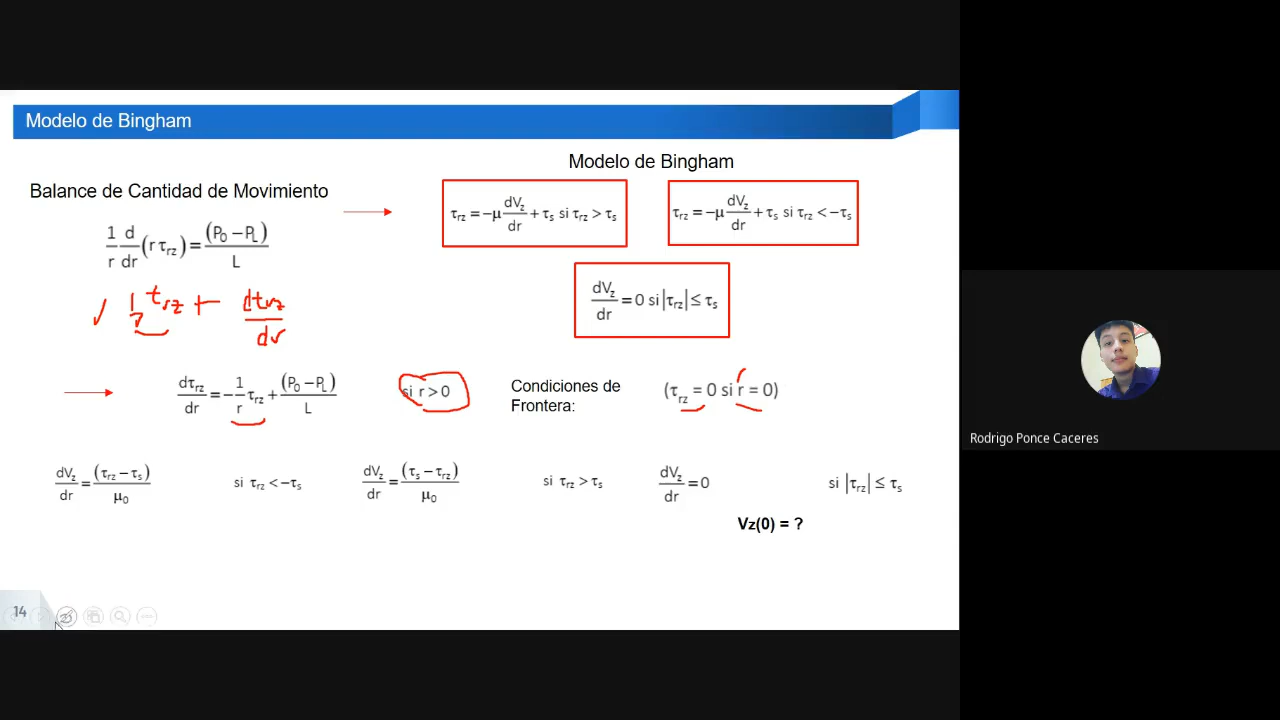 Modelo de Bingham
Modelo de Bingham
Balance de Cantidad de Movimiento
τrz = −μ dVz/dr + τs si τrz > τs
τrz = −μ dVz/dr + τs si τrz < −τs
1/r d/dr (r τrz) = (P0 − PL)/L
dVz/dr = 0 si |τrz| ≤ τs
✓ 1/r τrz + dτrz/dr
dτrz/dr = −1/r τrz + (P0 − PL)/L
si r > 0
Condiciones de
Frontera:
(τrz = 0 si r = 0)
dVz/dr = (τrz − τs)/μ0
si τrz < −τs
dVz/dr = (τs − τrz)/μ0
si τrz > τs
dVz/dr = 0
si |τrz| ≤ τs
Vz(0) = ?
14
Rodrigo Ponce Caceres